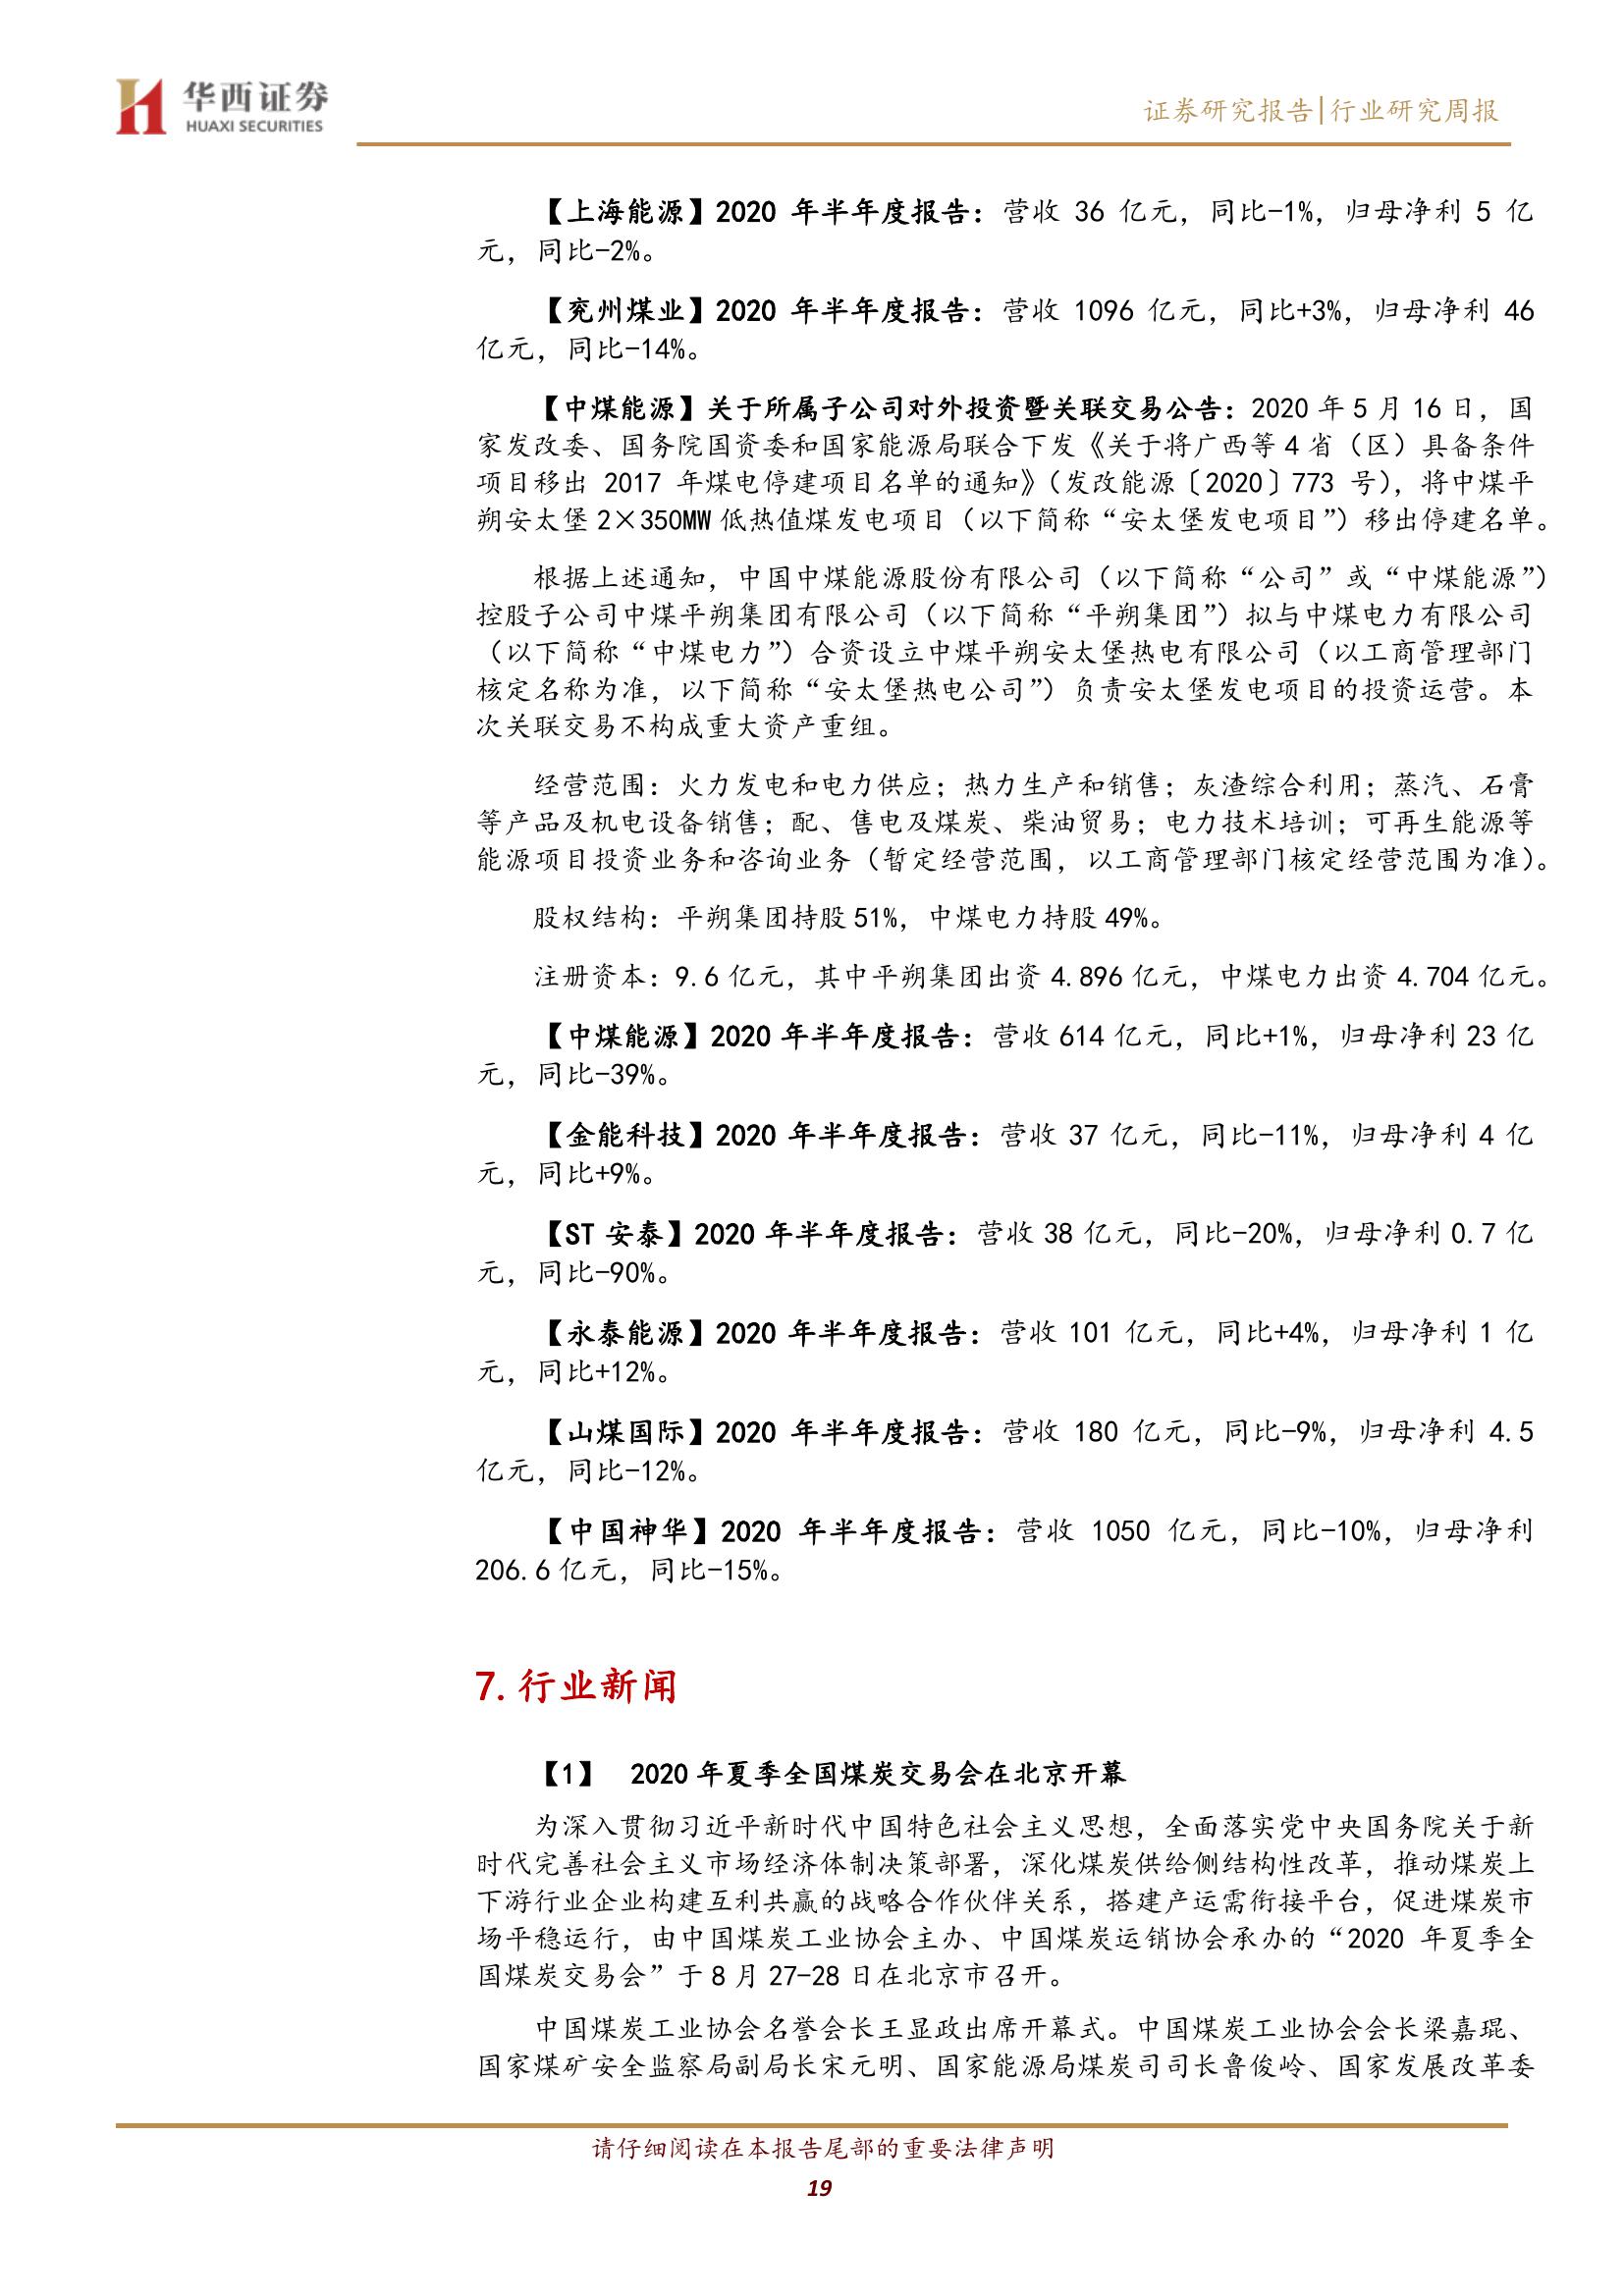 华西证券
HUAXI SECURITIES
证券研究报告|行业研究周报
【上海能源】2020 年半年度报告：营收 36 亿元，同比-1%，归母净利 5 亿
元，同比-2%。
【兖州煤业】2020 年半年度报告：营收 1096 亿元，同比+3%，归母净利 46
亿元，同比-14%。
【中煤能源】关于所属子公司对外投资暨关联交易公告：2020 年 5 月 16 日，国
家发改委、国务院国资委和国家能源局联合下发《关于将广西等 4 省（区）具备条件
项目移出 2017 年煤电停建项目名单的通知》（发改能源〔2020〕773 号），将中煤平
朔安太堡 2×350MW 低热值煤发电项目（以下简称“安太堡发电项目”）移出停建名单。
根据上述通知，中国中煤能源股份有限公司（以下简称“公司”或“中煤能源”）
控股子公司中煤平朔集团有限公司（以下简称“平朔集团”）拟与中煤电力有限公司
（以下简称“中煤电力”）合资设立中煤平朔安太堡热电有限公司（以工商管理部门
核定名称为准，以下简称“安太堡热电公司”）负责安太堡发电项目的投资运营。本
次关联交易不构成重大资产重组。
经营范围：火力发电和电力供应；热力生产和销售；灰渣综合利用；蒸汽、石膏
等产品及机电设备销售；配、售电及煤炭、柴油贸易；电力技术培训；可再生能源等
能源项目投资业务和咨询业务（暂定经营范围，以工商管理部门核定经营范围为准）。
股权结构：平朔集团持股 51%，中煤电力持股 49%。
注册资本：9.6 亿元，其中平朔集团出资 4.896 亿元，中煤电力出资 4.704 亿元。
【中煤能源】2020 年半年度报告：营收 614 亿元，同比+1%，归母净利 23 亿
元，同比-39%。
【金能科技】2020 年半年度报告：营收 37 亿元，同比-11%，归母净利 4 亿
元，同比+9%。
【ST 安泰】2020 年半年度报告：营收 38 亿元，同比-20%，归母净利 0.7 亿
元，同比-90%。
【永泰能源】2020 年半年度报告：营收 101 亿元，同比+4%，归母净利 1 亿
元，同比+12%。
【山煤国际】2020 年半年度报告：营收 180 亿元，同比-9%，归母净利 4.5
亿元，同比-12%。
【中国神华】2020 年半年度报告：营收 1050 亿元，同比-10%，归母净利
206.6 亿元，同比-15%。
7. 行业新闻
【1】 2020 年夏季全国煤炭交易会在北京开幕
为深入贯彻习近平新时代中国特色社会主义思想，全面落实党中央国务院关于新
时代完善社会主义市场经济体制决策部署，深化煤炭供给侧结构性改革，推动煤炭上
下游行业企业构建互利共赢的战略合作伙伴关系，搭建产运需衔接平台，促进煤炭市
场平稳运行，由中国煤炭工业协会主办、中国煤炭运销协会承办的“2020 年夏季全
国煤炭交易会”于 8 月 27-28 日在北京市召开。
中国煤炭工业协会名誉会长王显政出席开幕式。中国煤炭工业协会会长梁嘉琨、
国家煤矿安全监察局副局长宋元明、国家能源局煤炭司司长鲁俊岭、国家发展改革委
请仔细阅读在本报告尾部的重要法律声明
19